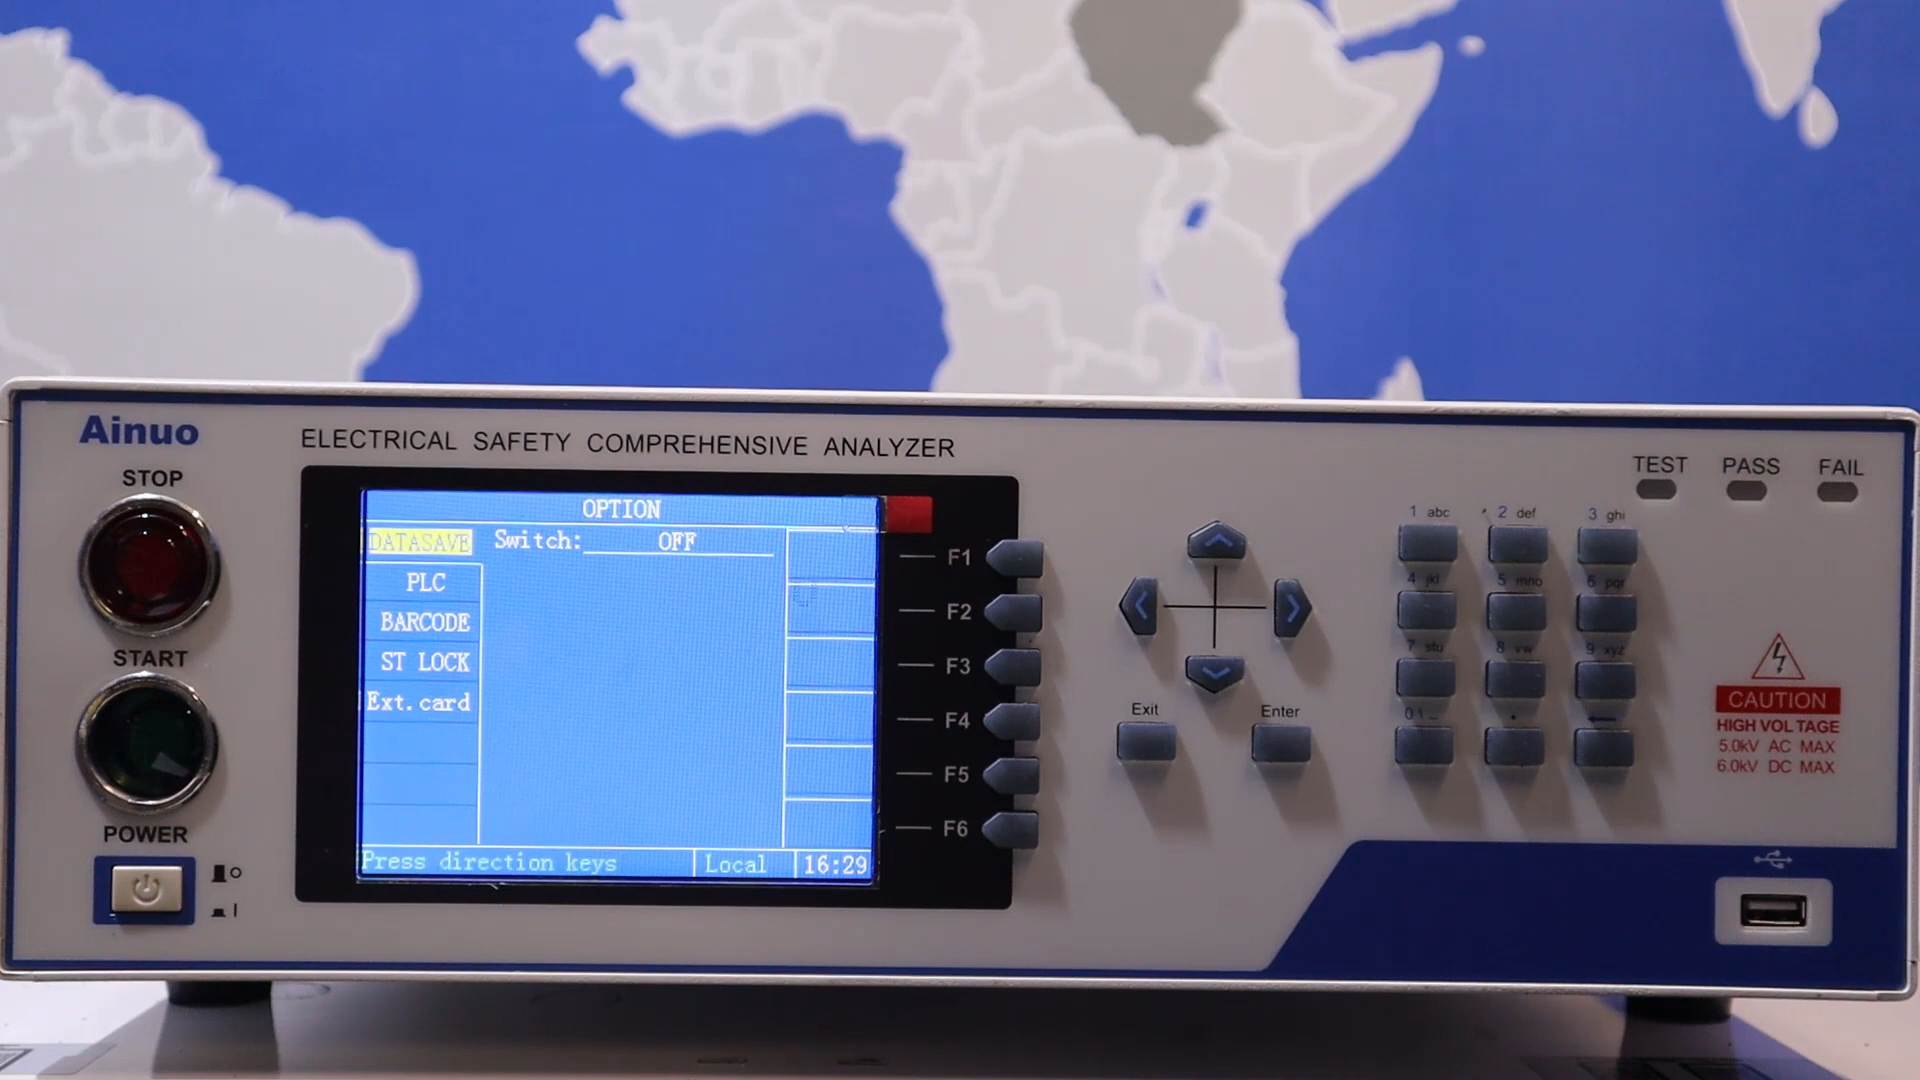 Ainuo
ELECTRICAL SAFETY COMPREHENSIVE ANALYZER
STOP
START
POWER
OPTION
DATASAVE
Switch: OFF
PLC
BARCODE
ST LOCK
Ext.card
Press direction keys
Local
16:29
F1
F2
F3
F4
F5
F6
Exit
Enter
TEST PASS FAIL
1 abc 2 def 3 ghi
4 jkl 5 mno 6 pqr
7 stu 8 vw 9 xyz
0 \ _ .
CAUTION
HIGH VOLTAGE
5.0kV AC MAX
6.0kV DC MAX